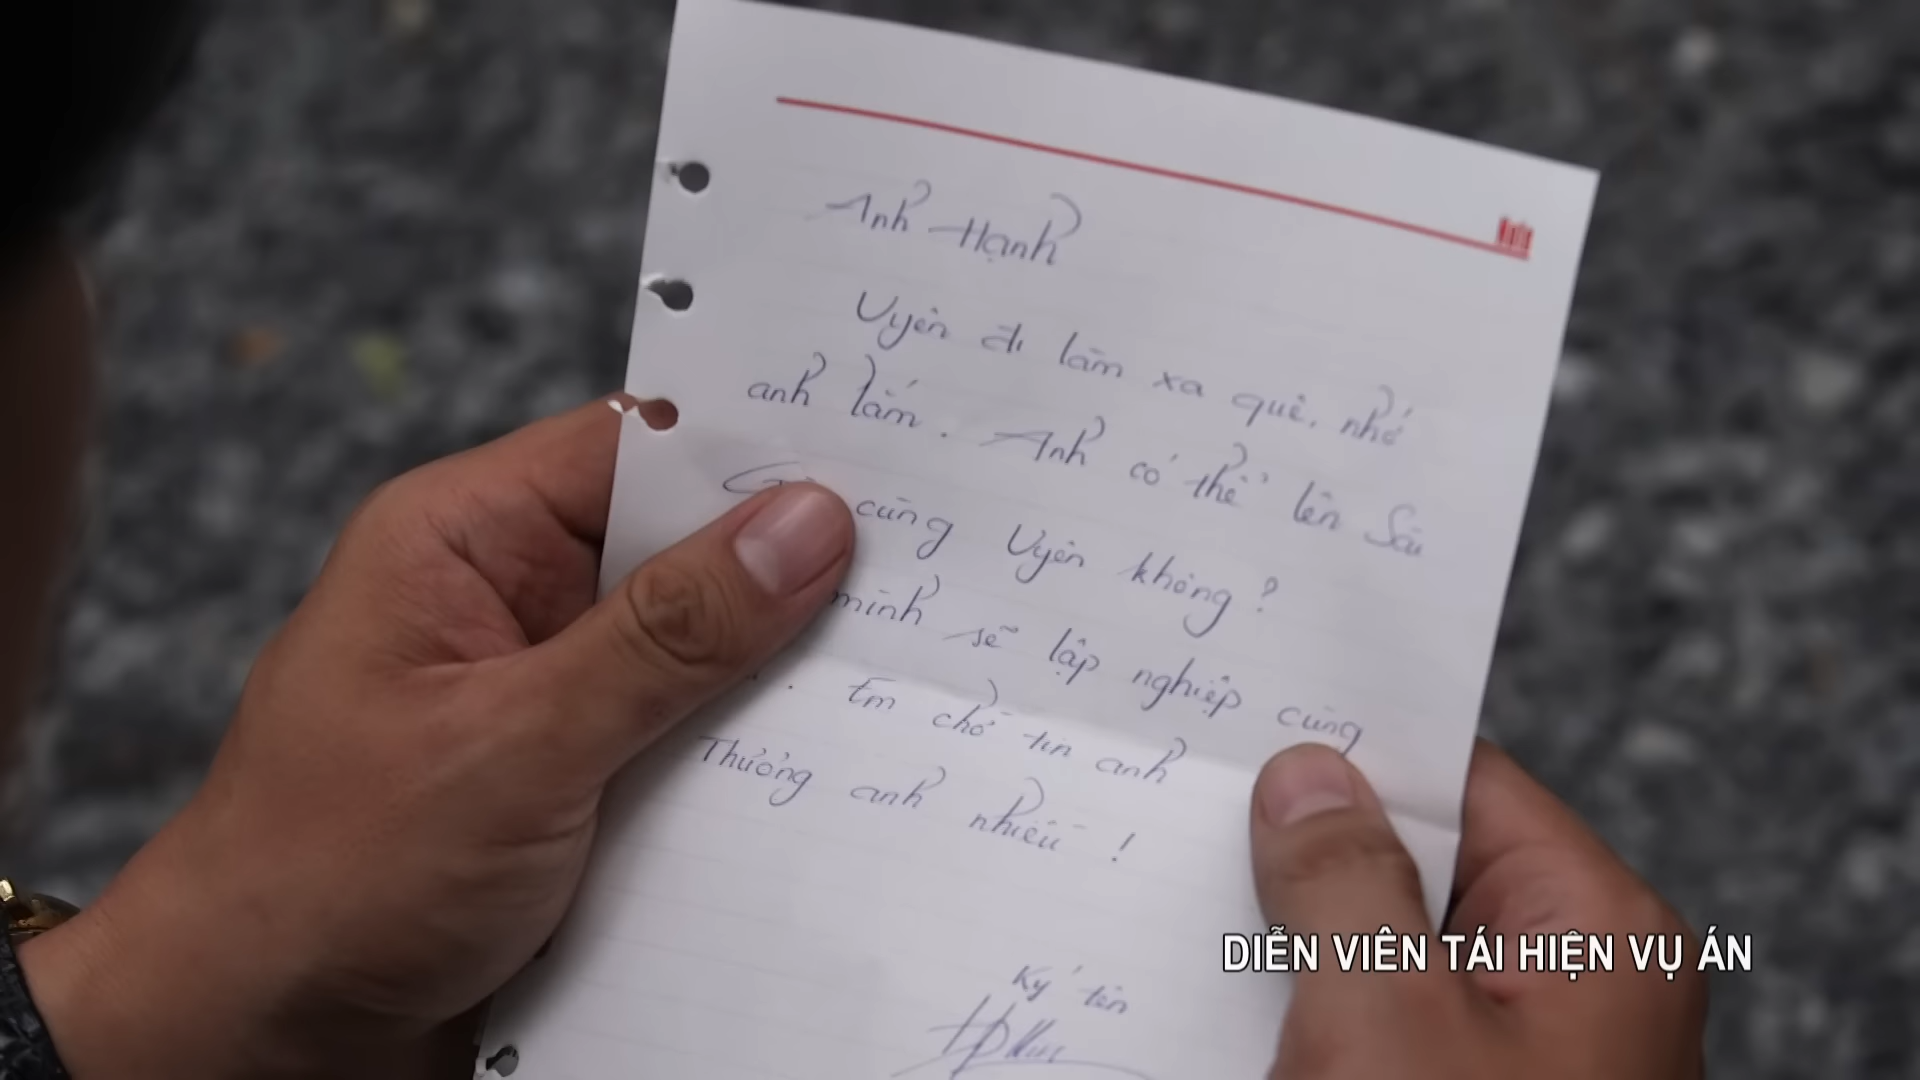 Anh Hạnh
Uyên đi làm xa quê, nhớ
anh lắm. Anh có thể lên Sài
cùng Uyên không?
mình sẽ lập nghiệp cùng
. Em chờ tin anh
Thương anh nhiều!
Ký tên
DIỄN VIÊN TÁI HIỆN VỤ ÁN